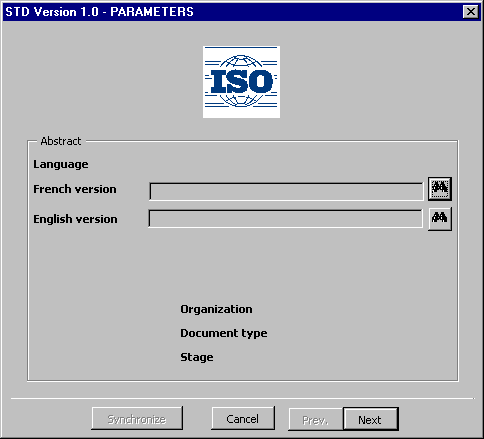 STD Version 1.0 - PARAMETERS
ISO
Abstract
Language
French version
English version
Organization
Document type
Stage
Synchronize
Cancel
Prev.
Next